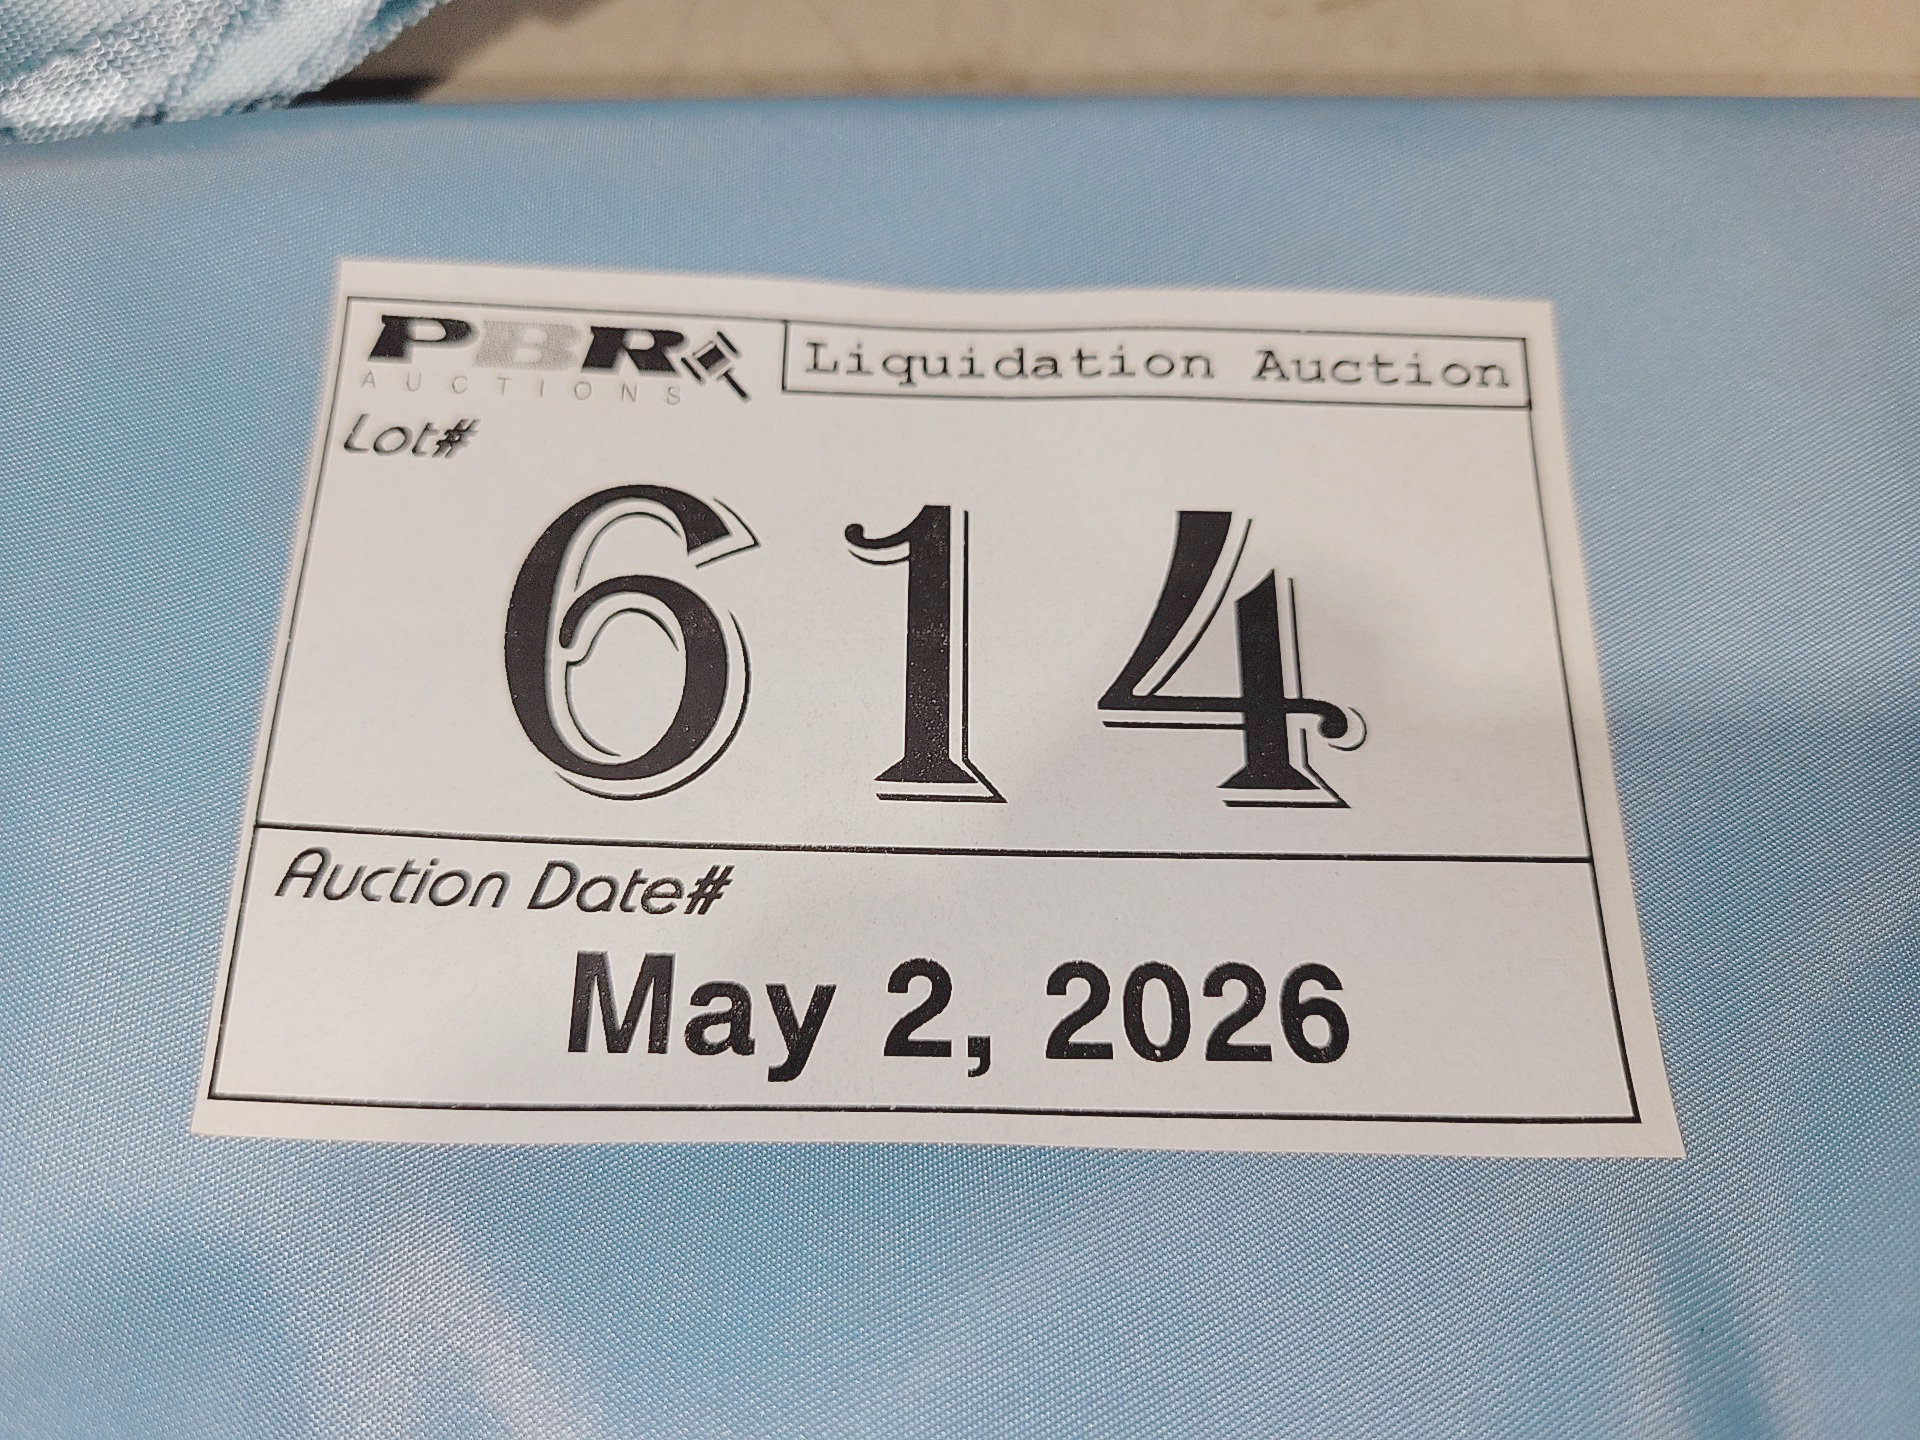 PBR
AUCTIONS
Liquidation Auction
Lot#
614
Auction Date#
May 2, 2026